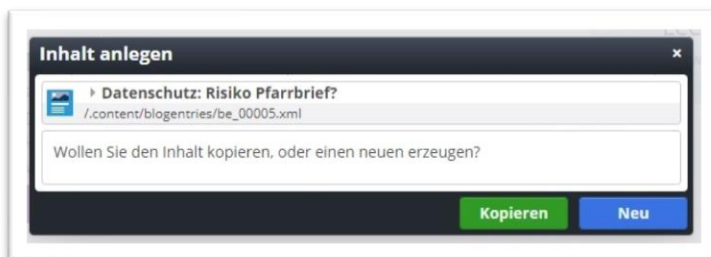 Inhalt anlegen
Datenschutz: Risiko Pfarrbrief?
/.content/blogentries/be_00005.xml
Wollen Sie den Inhalt kopieren, oder einen neuen erzeugen?
Kopieren Neu